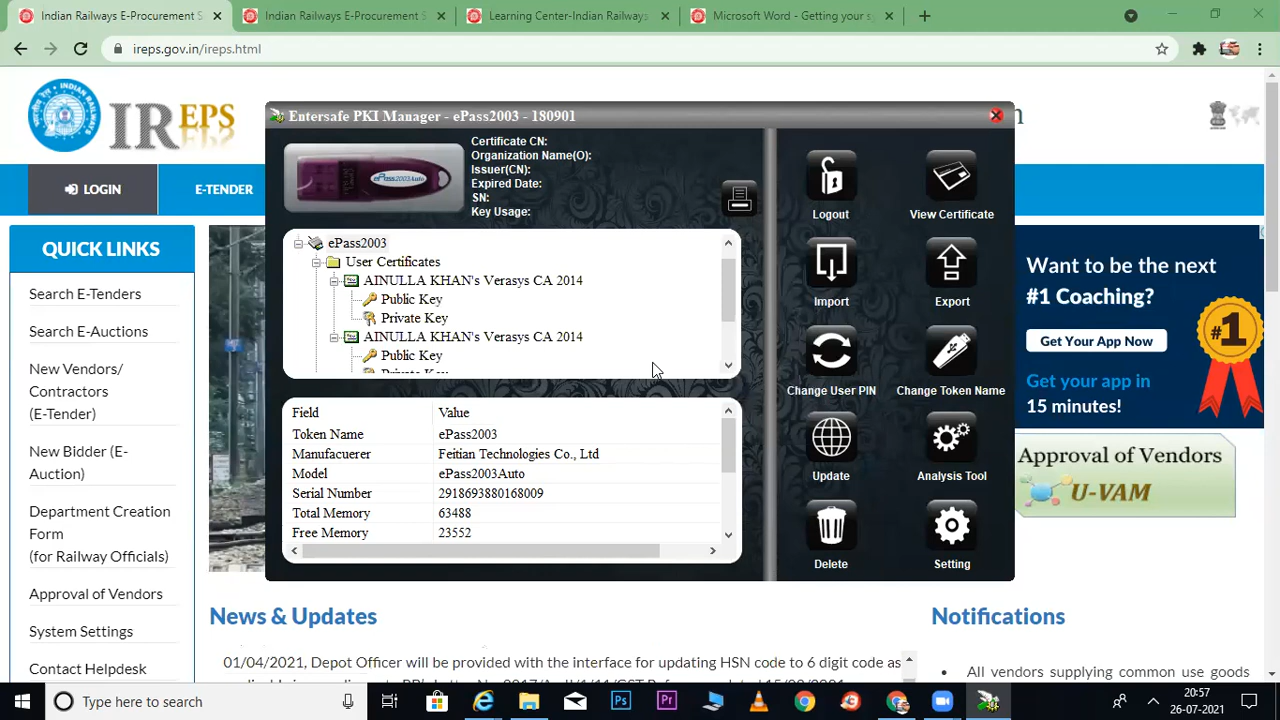 Indian Railways E-Procurement S
Indian Railways E-Procurement S
Learning Center-Indian Railways
Microsoft Word - Getting your sy
ireps.gov.in/ireps.html
IREPS
LOGIN
E-TENDER
QUICK LINKS
Search E-Tenders
Search E-Auctions
New Vendors/
Contractors
(E-Tender)
New Bidder (E-
Auction)
Department Creation
Form
(for Railway Officials)
Approval of Vendors
System Settings
Contact Helpdesk
Entersafe PKI Manager - ePass2003 - 180901
ePass2003Auto
Certificate CN:
Organization Name(O):
Issuer(CN):
Expired Date:
SN:
Key Usage:
ePass2003
User Certificates
AINULLA KHAN's Verasys CA 2014
Public Key
Private Key
AINULLA KHAN's Verasys CA 2014
Public Key
Private Key
Field Value
Token Name ePass2003
Manufacuerer Feitian Technologies Co., Ltd
Model ePass2003Auto
Serial Number 2918693880168009
Total Memory 63488
Free Memory 23552
Logout
View Certificate
Import
Export
Change User PIN
Change Token Name
Update
Analysis Tool
Delete
Setting
Want to be the next
#1 Coaching?
Get Your App Now
Get your app in
15 minutes!
#1
Approval of Vendors
U-VAM
News & Updates
01/04/2021, Depot Officer will be provided with the interface for updating HSN code to 6 digit code as
Notifications
All vendors supplying common use goods
Type here to search
20:57
26-07-2021